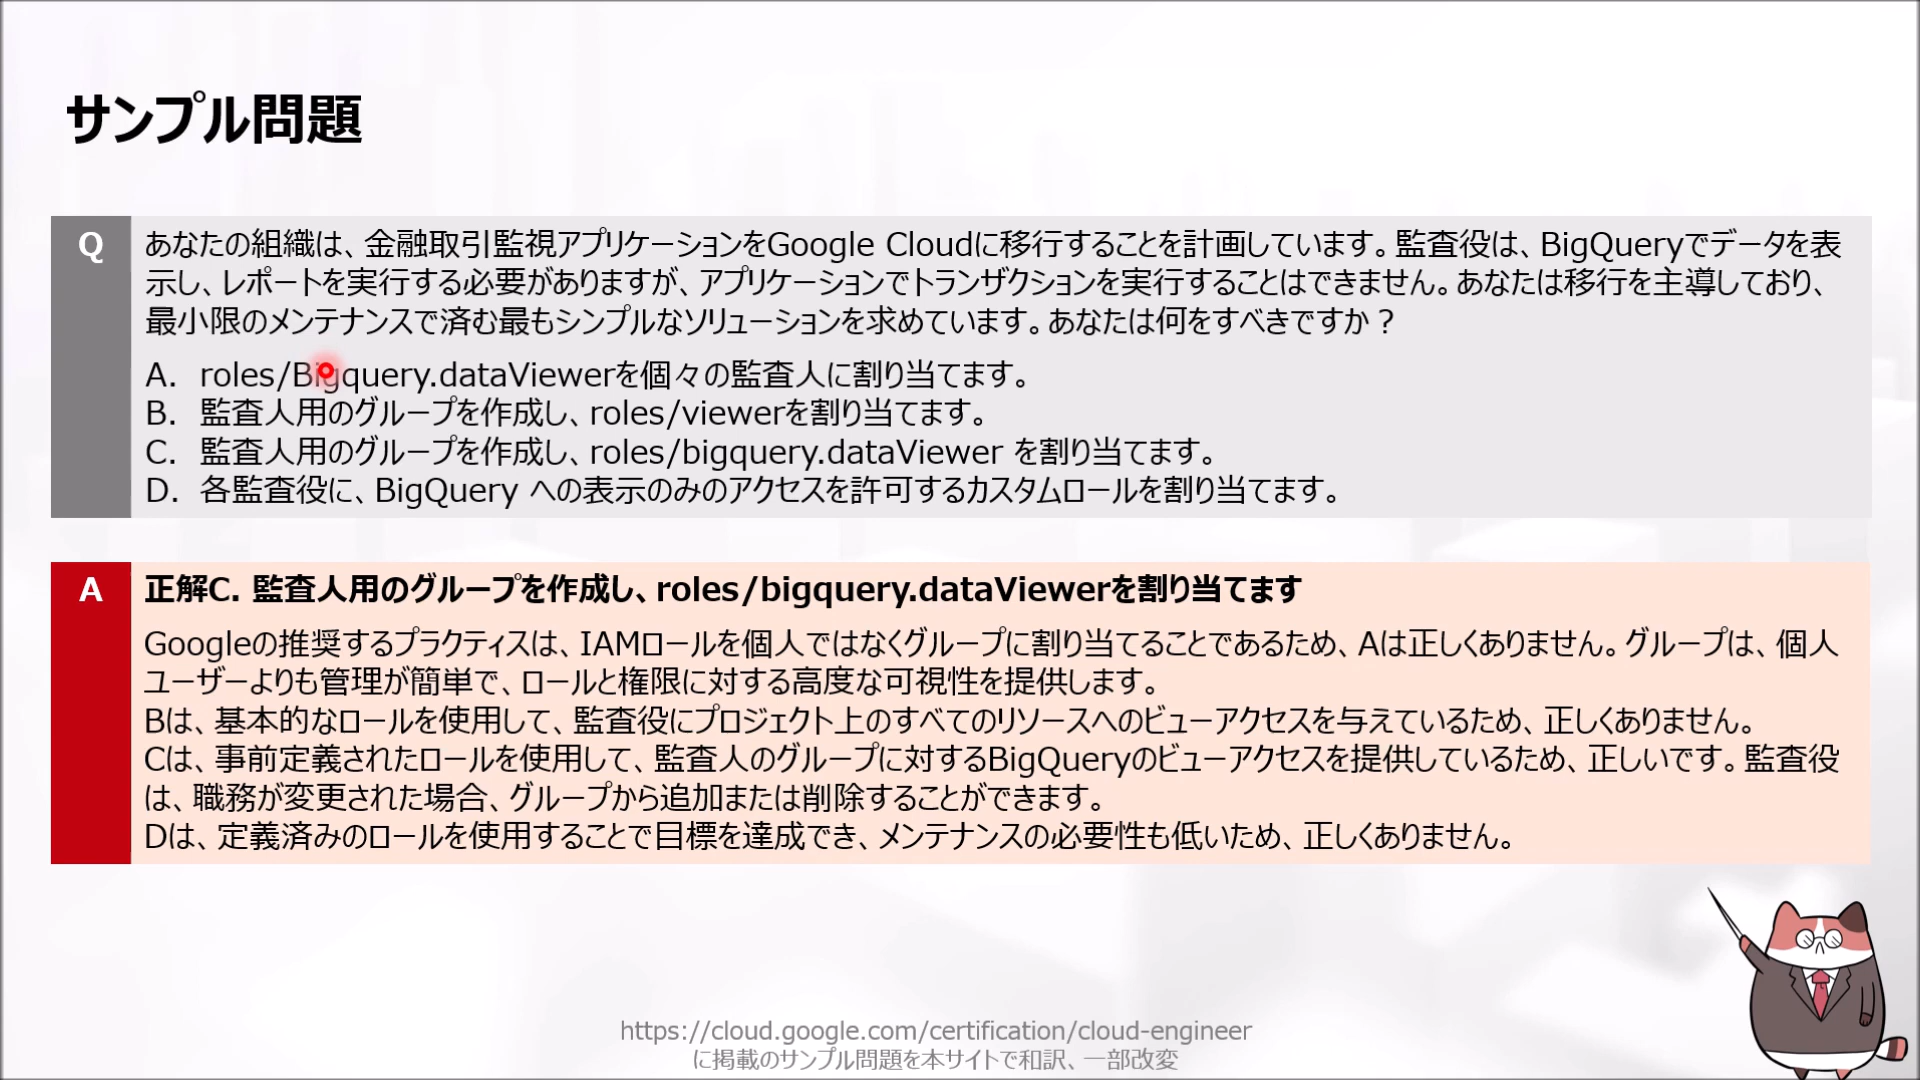 サンプル問題
Q
あなたの組織は、金融取引監視アプリケーションをGoogle Cloudに移行することを計画しています。監査役は、BigQueryでデータを表
示し、レポートを実行する必要がありますが、アプリケーションでトランザクションを実行することはできません。あなたは移行を主導しており、
最小限のメンテナンスで済む最もシンプルなソリューションを求めています。あなたは何をすべきですか？
A. roles/Bigquery.dataViewerを個々の監査人に割り当てます。
B. 監査人用のグループを作成し、roles/viewerを割り当てます。
C. 監査人用のグループを作成し、roles/bigquery.dataViewer を割り当てます。
D. 各監査役に、BigQuery への表示のみのアクセスを許可するカスタムロールを割り当てます。
A
正解C. 監査人用のグループを作成し、roles/bigquery.dataViewerを割り当てます
Googleの推奨するプラクティスは、IAMロールを個人ではなくグループに割り当てることであるため、Aは正しくありません。グループは、個人
ユーザーよりも管理が簡単で、ロールと権限に対する高度な可視性を提供します。
Bは、基本的なロールを使用して、監査役にプロジェクト上のすべてのリソースへのビューアクセスを与えているため、正しくありません。
Cは、事前定義されたロールを使用して、監査人のグループに対するBigQueryのビューアクセスを提供しているため、正しいです。監査役
は、職務が変更された場合、グループから追加または削除することができます。
Dは、定義済みのロールを使用することで目標を達成でき、メンテナンスの必要性も低いため、正しくありません。
https://cloud.google.com/certification/cloud-engineer
に掲載のサンプル問題を本サイトで和訳、一部改変